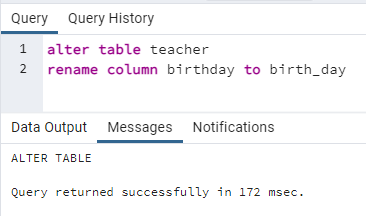 Query Query History
1 alter table teacher
2 rename column birthday to birth_day
Data Output Messages Notifications
ALTER TABLE
Query returned successfully in 172 msec.